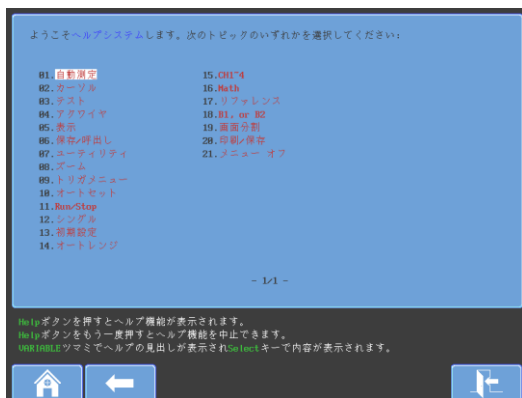 ようこそヘルプシステムします。次のトピックのいずれかを選択してください:
01.自動測定
02.カーソル
03.テスト
04.アクワイヤ
05.表示
06.保存/呼出し
07.ユーティリティ
08.ズーム
09.トリガメニュー
10.オートセット
11.Run/Stop
12.シングル
13.初期設定
14.オートレンジ
15.CH1~4
16.Math
17.リファレンス
18.B1, or B2
19.画面分割
20.印刷/保存
21.メニュー オフ
- 1/1 -
Helpボタンを押すとヘルプ機能が表示されます。
Helpボタンをもう一度押すとヘルプ機能を中止できます。
VARIABLEツマミでヘルプの見出しが表示されSelectキーで内容が表示されます。